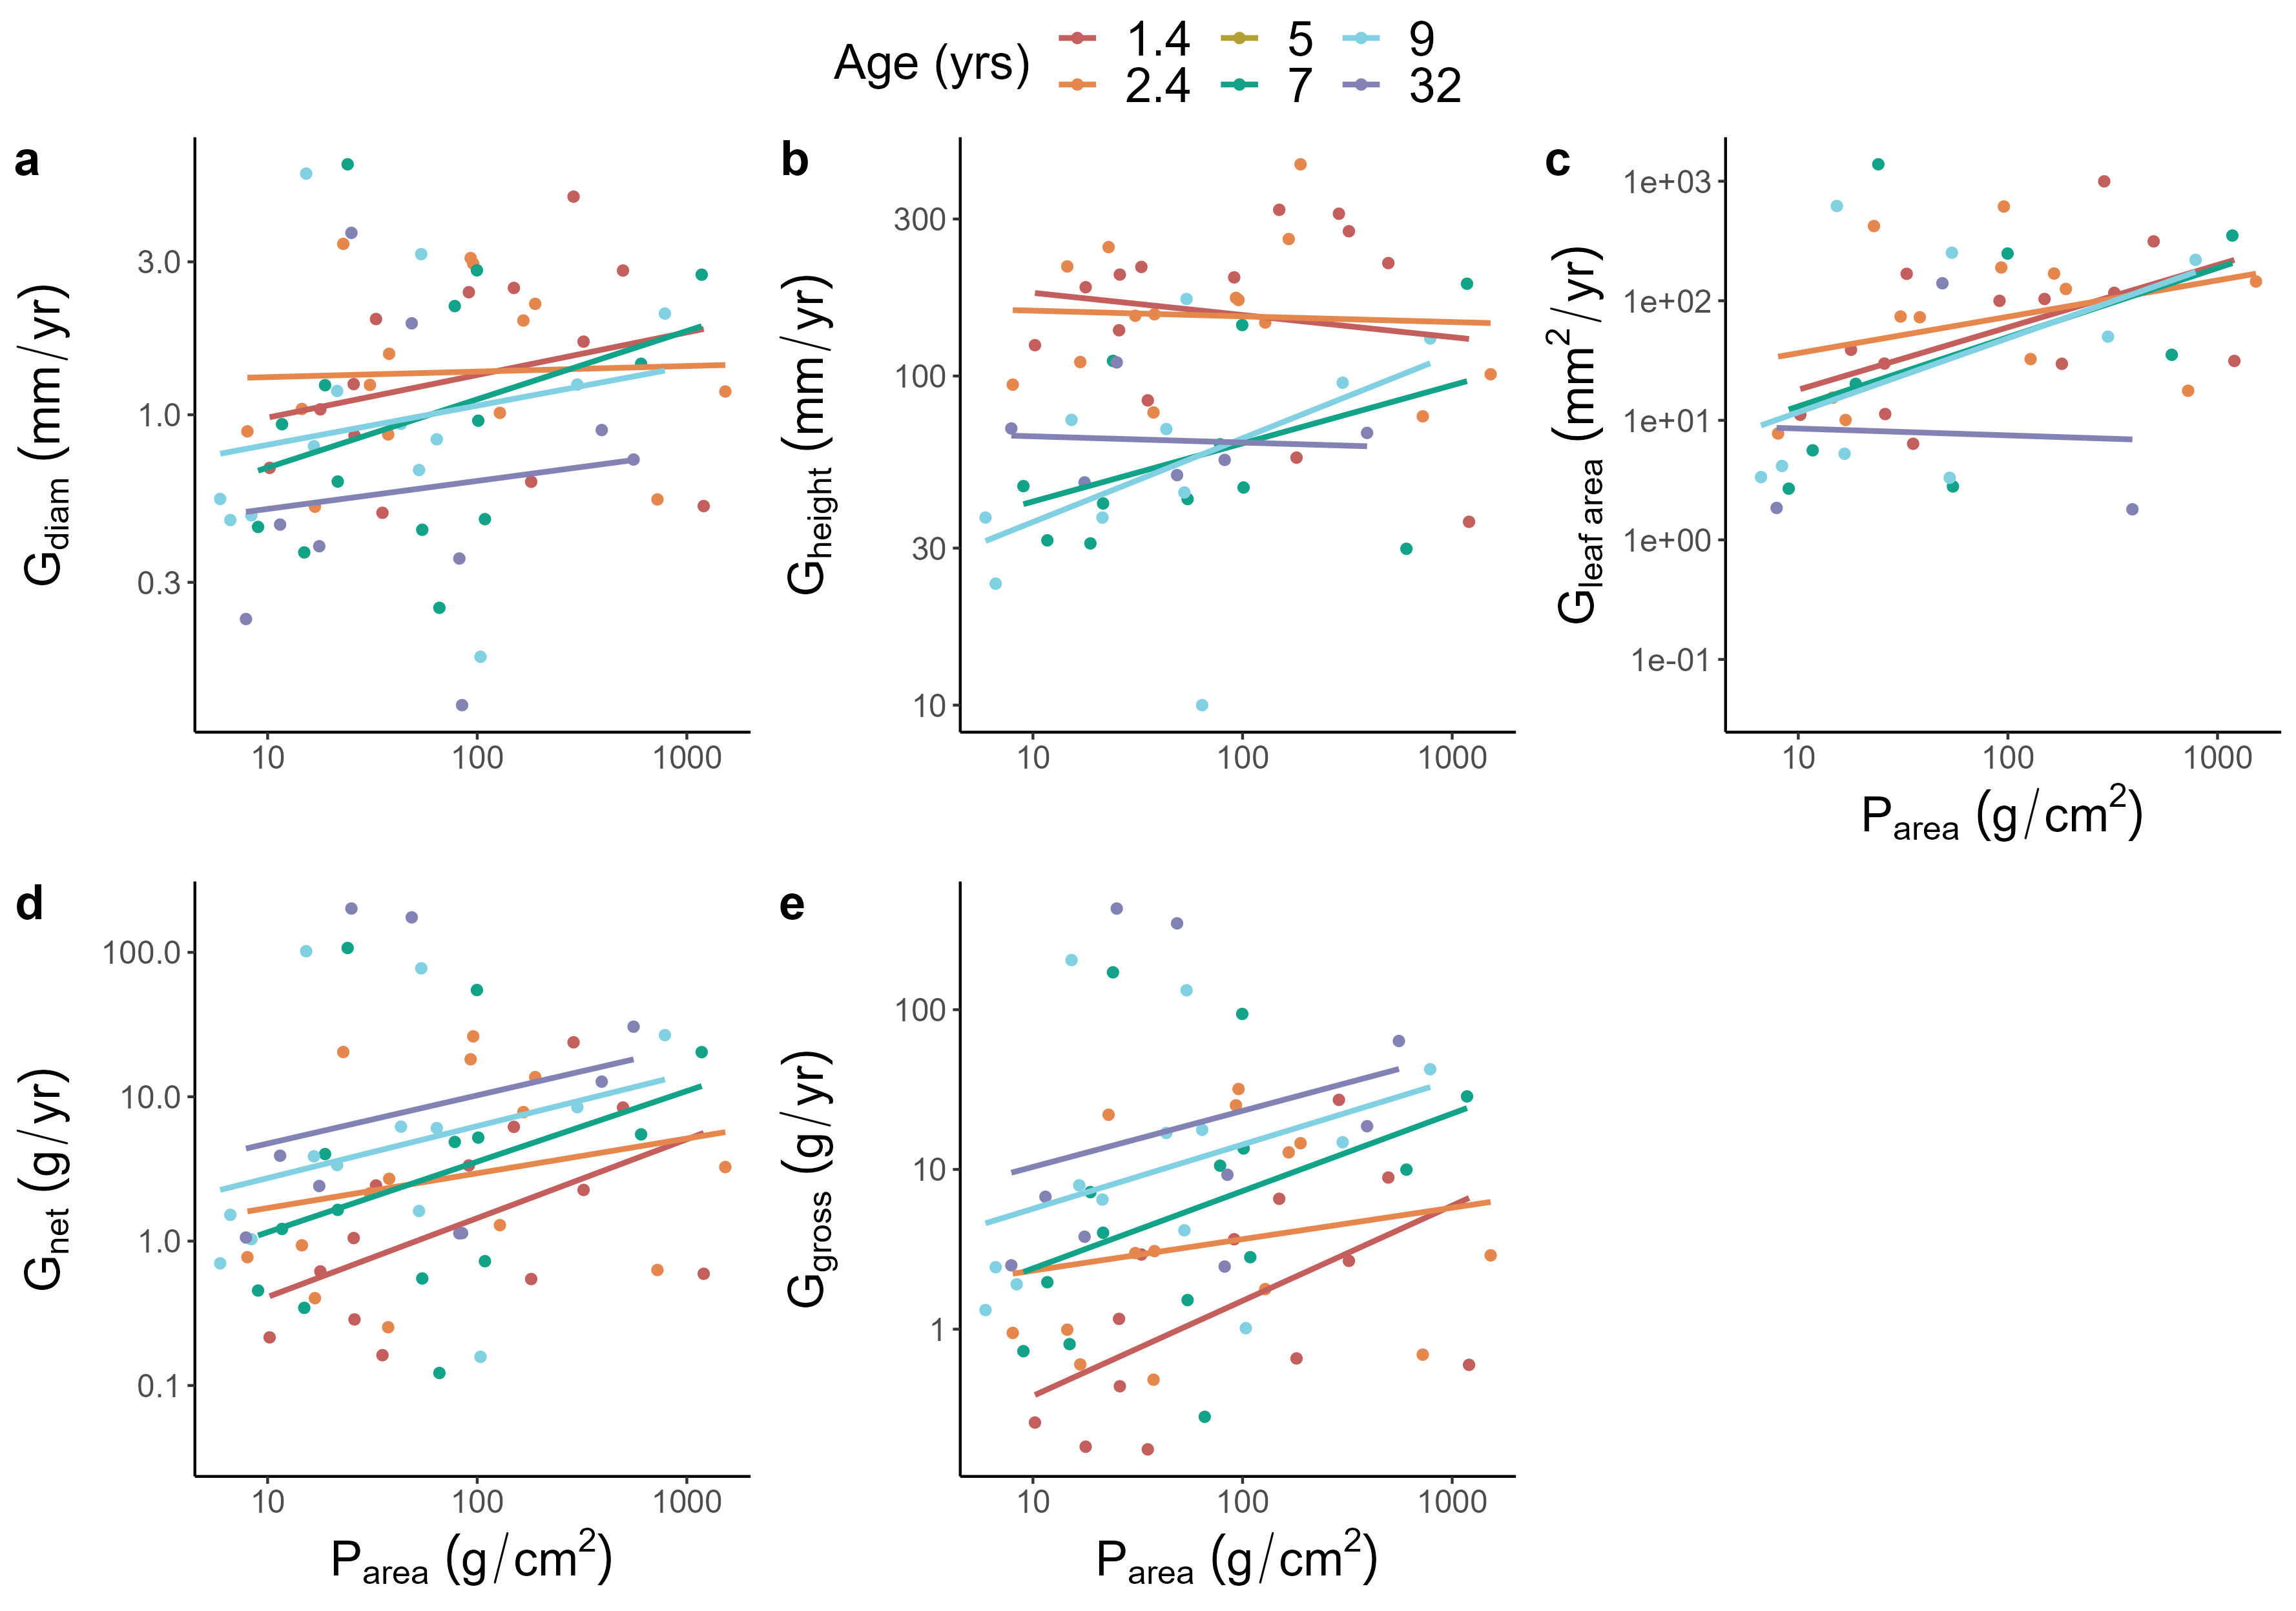 Age (yrs) 1.4 5 9
2.4 7 32
a
G_diam (mm/yr)
3.0
1.0
0.3
10 100 1000
b
G_height (mm/yr)
300
100
30
10
10 100 1000
c
G_leaf area (mm²/yr)
1e+03
1e+02
1e+01
1e+00
1e-01
10 100 1000
P_area (g/cm²)
d
G_net (g/yr)
100.0
10.0
1.0
0.1
10 100 1000
P_area (g/cm²)
e
G_gross (g/yr)
100
10
1
10 100 1000
P_area (g/cm²)